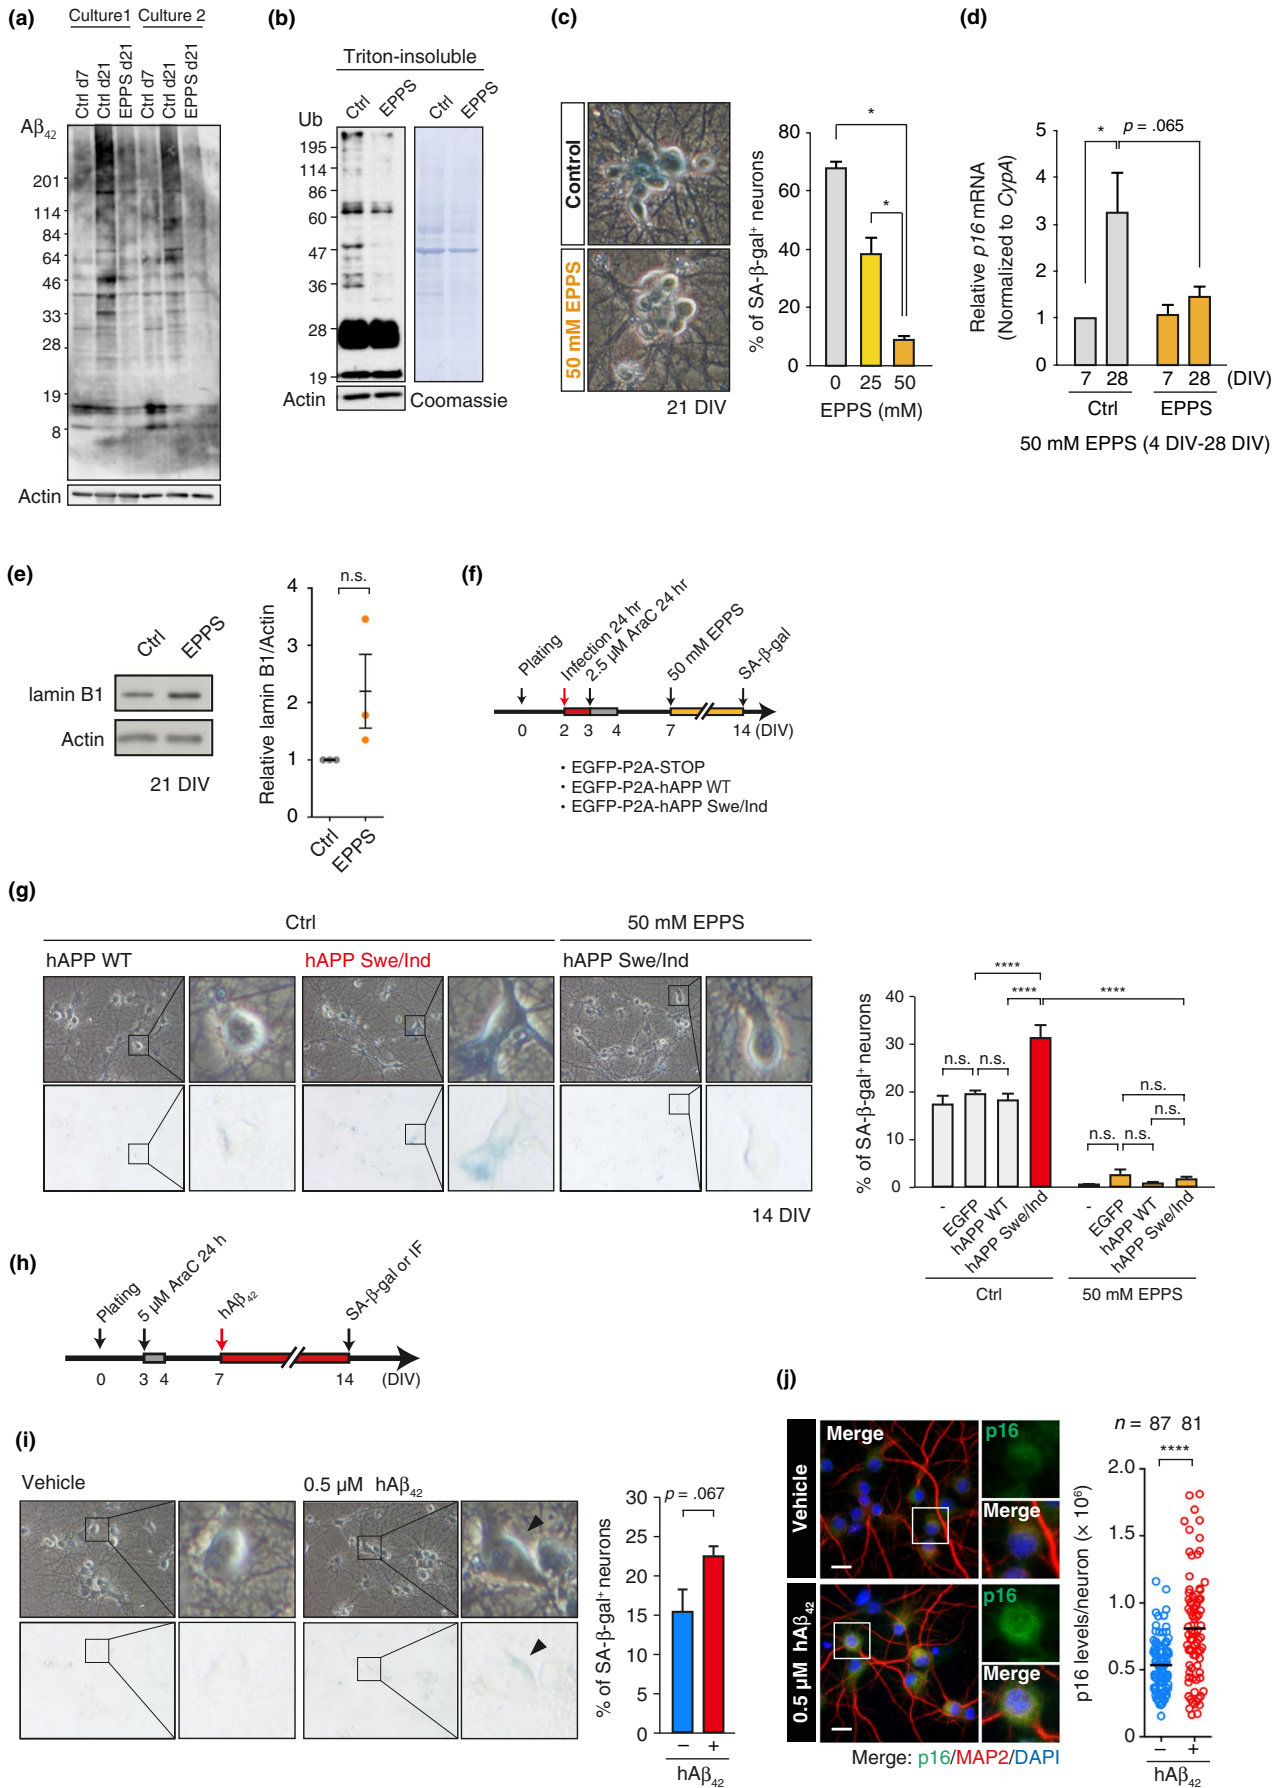 (a)
Culture1 Culture 2
Ctrl d7
Ctrl d21
EPPS d21
Ctrl d7
Ctrl d21
EPPS d21
Aβ42
201
114
84
64
46
33
28
19
8
Actin
(b)
Triton-insoluble
Ctrl
EPPS
Ctrl
EPPS
Ub
195
114
86
60
47
36
28
19
Actin
Coomassie
(c)
Control
50 mM EPPS
21 DIV
% of SA-β-gal+ neurons
80
60
40
20
0
*
*
0 25 50
EPPS (mM)
(d)
Relative p16 mRNA
(Normalized to CypA)
5
4
3
2
1
0
* p = .065
7 28 7 28 (DIV)
Ctrl EPPS
50 mM EPPS (4 DIV-28 DIV)
(e)
Ctrl
EPPS
lamin B1
Actin
21 DIV
Relative lamin B1/Actin
4
3
2
1
0
n.s.
Ctrl
EPPS
(f)
Plating
Infection 24 hr
2.5 µM AraC 24 hr
50 mM EPPS
SA-β-gal
0 2 3 4 7 14 (DIV)
• EGFP-P2A-STOP
• EGFP-P2A-hAPP WT
• EGFP-P2A-hAPP Swe/Ind
(g)
Ctrl 50 mM EPPS
hAPP WT hAPP Swe/Ind hAPP Swe/Ind
14 DIV
% of SA-β-gal+ neurons
40
30
20
10
0
****
**** ****
n.s. n.s.
n.s.
n.s.
n.s. n.s.
-
EGFP
hAPP WT
hAPP Swe/Ind
-
EGFP
hAPP WT
hAPP Swe/Ind
Ctrl 50 mM EPPS
(h)
Plating
5 µM AraC 24 h
hAβ42
SA-β-gal or IF
0 3 4 7 14 (DIV)
(i)
Vehicle 0.5 µM hAβ42
% of SA-β-gal+ neurons
30
25
20
15
10
5
0
p = .067
− +
hAβ42
(j)
Vehicle
0.5 µM hAβ42
Merge
p16
Merge
p16
Merge
Merge: p16/MAP2/DAPI
n = 87 81
****
p16 levels/neuron (× 10⁶)
2.0
1.5
1.0
0.5
0
− +
hAβ42